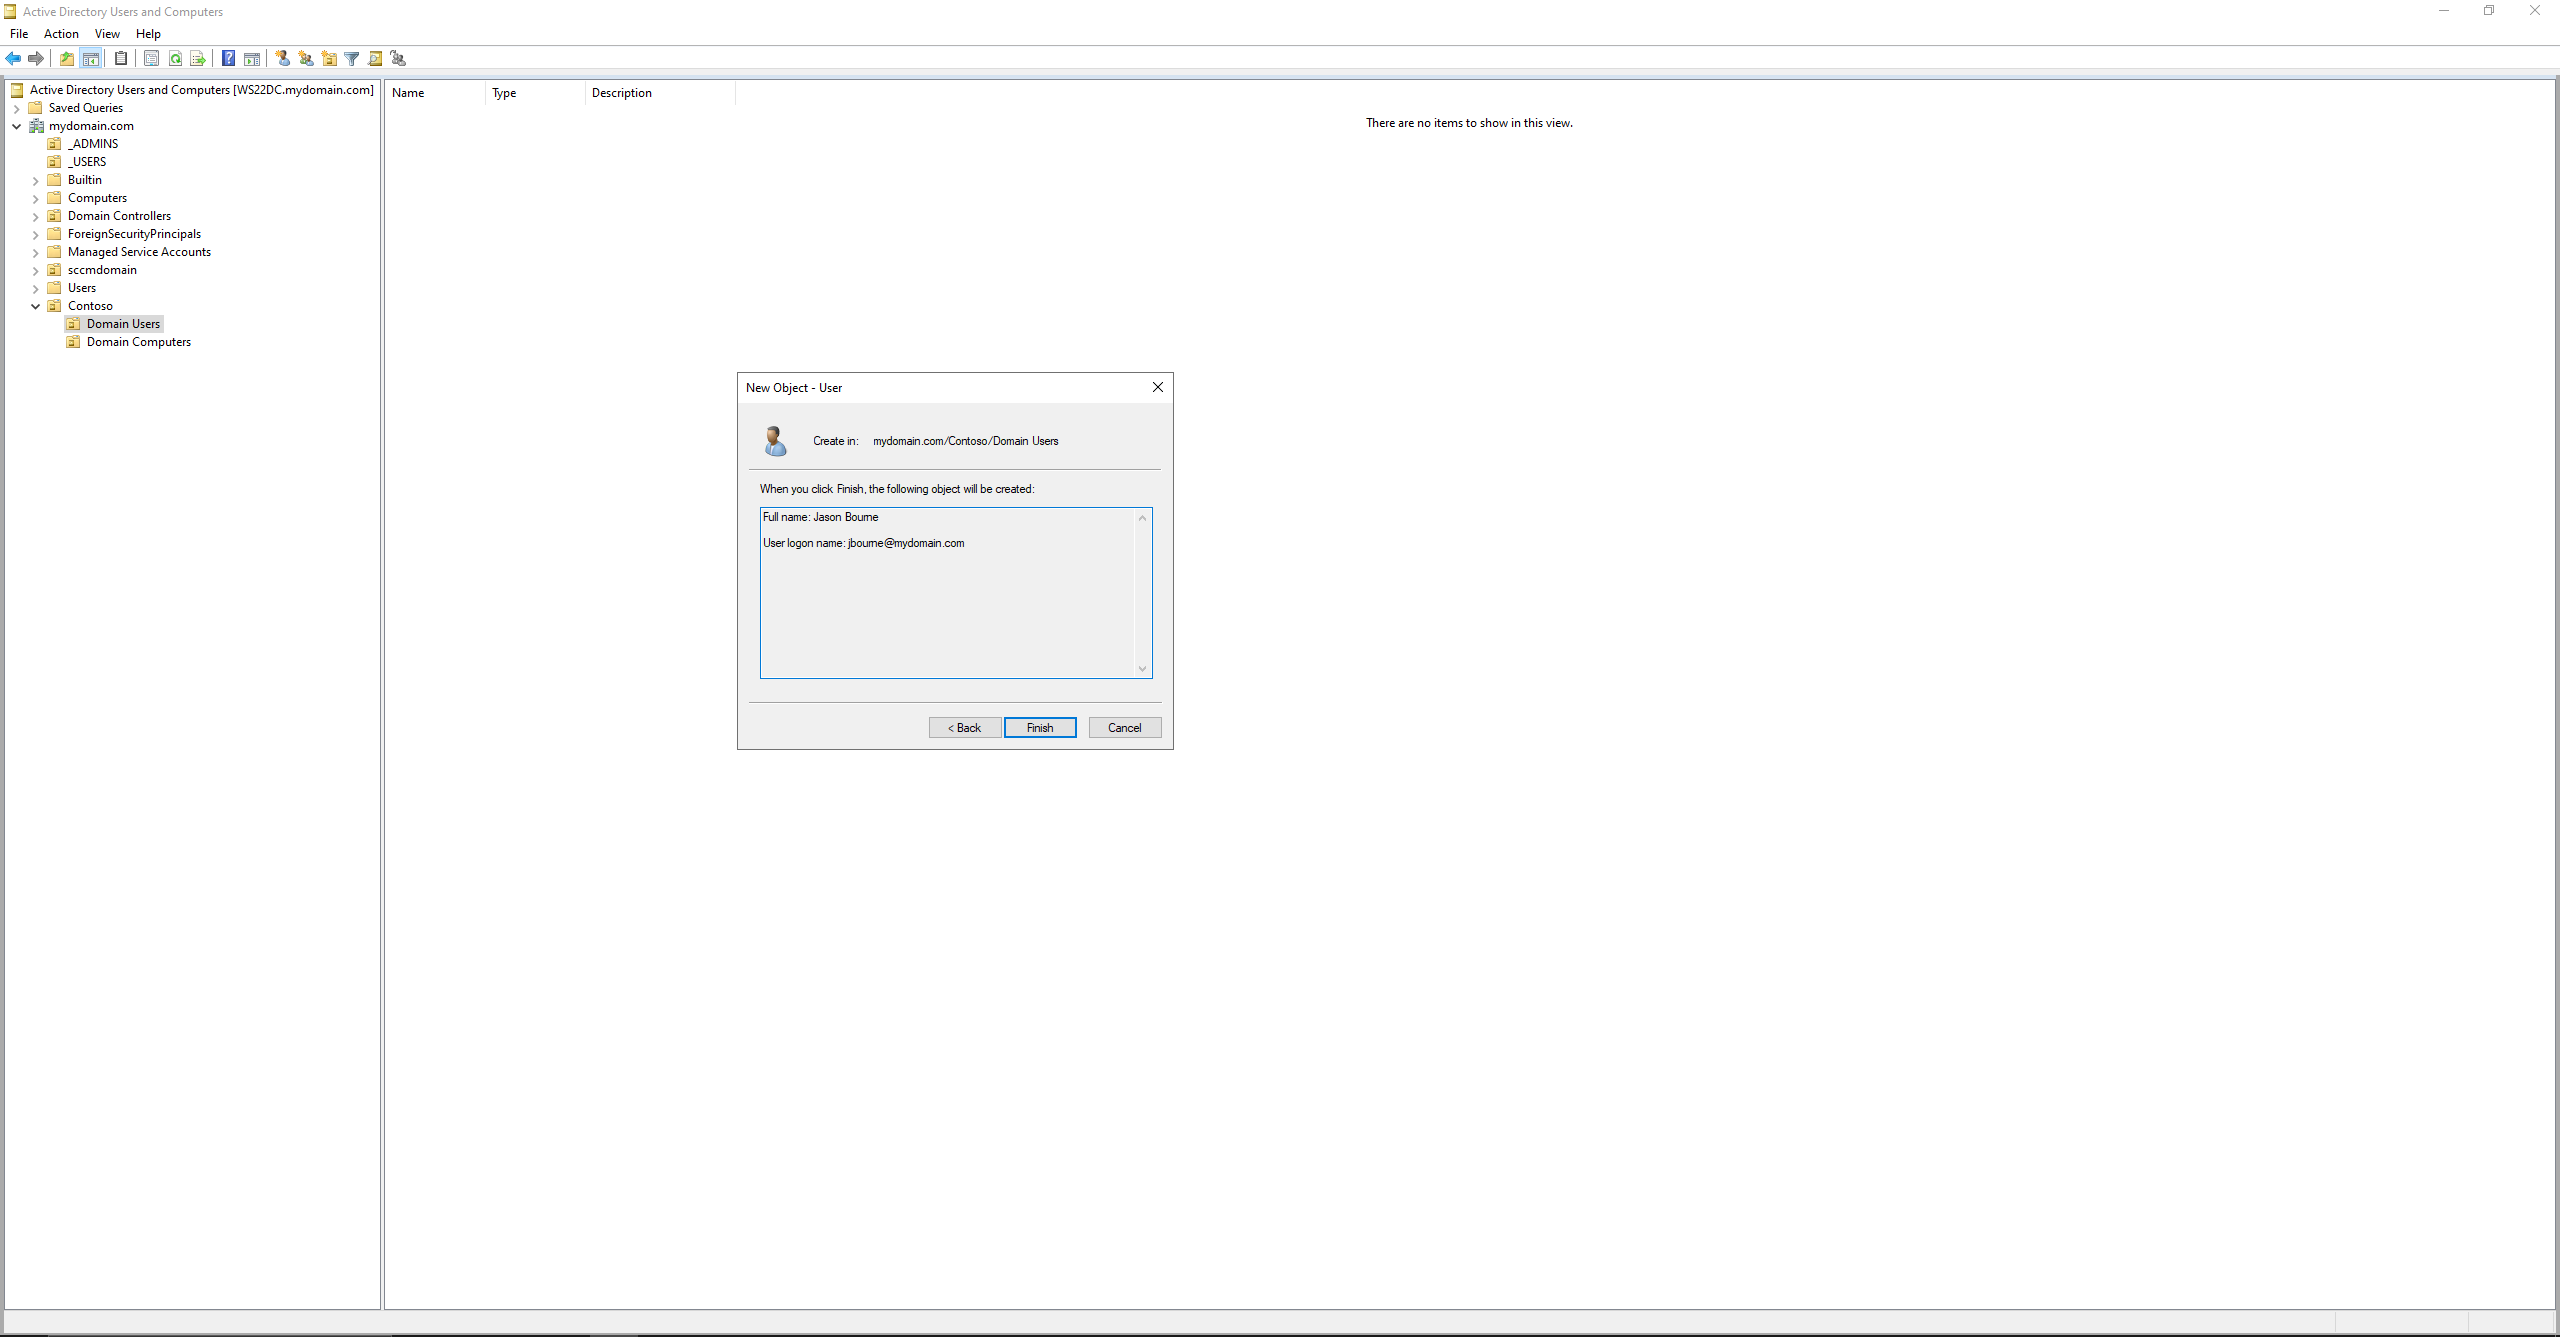 Active Directory Users and Computers
File Action View Help
Active Directory Users and Computers [WS22DC.mydomain.com]
Saved Queries
mydomain.com
_ADMINS
_USERS
Builtin
Computers
Domain Controllers
ForeignSecurityPrincipals
Managed Service Accounts
sccmdomain
Users
Contoso
Domain Users
Domain Computers
Name Type Description
There are no items to show in this view.
New Object - User
Create in: mydomain.com/Contoso/Domain Users
When you click Finish, the following object will be created:
Full name: Jason Bourne
User logon name: jbourne@mydomain.com
< Back Finish Cancel